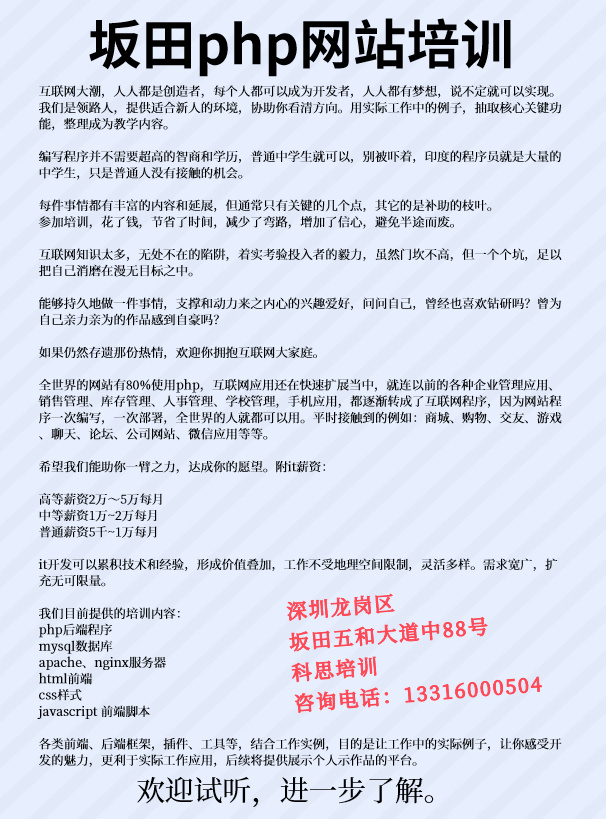 坂田php网站培训
互联网大潮，人人都是创造者，每个人都可以成为开发者，人人都有梦想，说不定就可以实现。
我们是领路人，提供适合新人的环境，协助你看清方向。用实际工作中的例子，抽取核心关键功
能，整理成为教学内容。
编写程序并不需要超高的智商和学历，普通中学生就可以，别被吓着，印度的程序员就是大量的
中学生，只是普通人没有接触的机会。
每件事情都有丰富的内容和延展，但通常只有关键的几个点，其它的是补助的枝叶。
参加培训，花了钱，节省了时间，减少了弯路，增加了信心，避免半途而废。
互联网知识太多，无处不在的陷阱，着实考验投入者的毅力，虽然门坎不高，但一个个坑，足以
把自己消磨在漫无目标之中。
能够持久地做一件事情，支撑和动力来之内心的兴趣爱好，问问自己，曾经也喜欢钻研吗？曾为
自己亲力亲为的作品感到自豪吗？
如果仍然存遗那份热情，欢迎你拥抱互联网大家庭。
全世界的网站有80%使用php，互联网应用还在快速扩展当中，就连以前的各种企业管理应用、
销售管理、库存管理、人事管理、学校管理，手机应用，都逐渐转成了互联网程序，因为网站程
序一次编写，一次部署，全世界的人就都可以用。平时接触到的例如：商城、购物、交友、游戏
、聊天、论坛、公司网站、微信应用等等。
希望我们能助你一臂之力，达成你的愿望。附it薪资：
高等薪资2万～5万每月
中等薪资1万~2万每月
普通薪资5千~1万每月
it开发可以累积技术和经验，形成价值叠加，工作不受地理空间限制，灵活多样。需求宽广，扩
充无可限量。
我们目前提供的培训内容：
php后端程序
mysql数据库
apache、nginx服务器
html前端
css样式
javascript 前端脚本
深圳龙岗区
坂田五和大道中88号
科思培训
咨询电话：13316000504
各类前端、后端框架，插件、工具等，结合工作实例，目的是让工作中的实际例子，让你感受开
发的魅力，更利于实际工作应用，后续将提供展示个人示作品的平台。
欢迎试听，进一步了解。